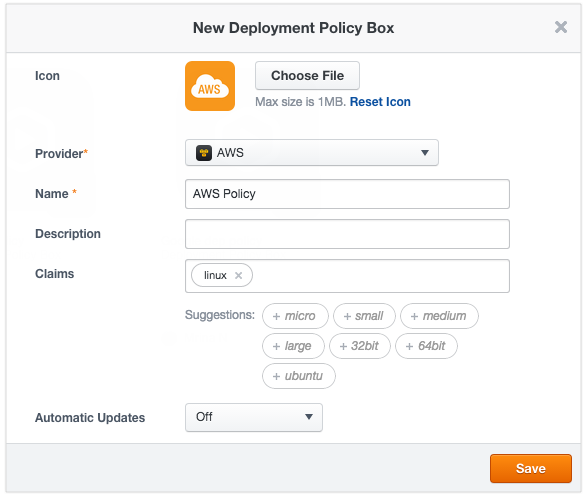 New Deployment Policy Box
Icon
AWS
Choose File
Max size is 1MB. Reset Icon
Provider*
AWS
Name *
AWS Policy
Description
Claims
linux
Suggestions: + micro + small + medium
+ large + 32bit + 64bit
+ ubuntu
Automatic Updates
Off
Save